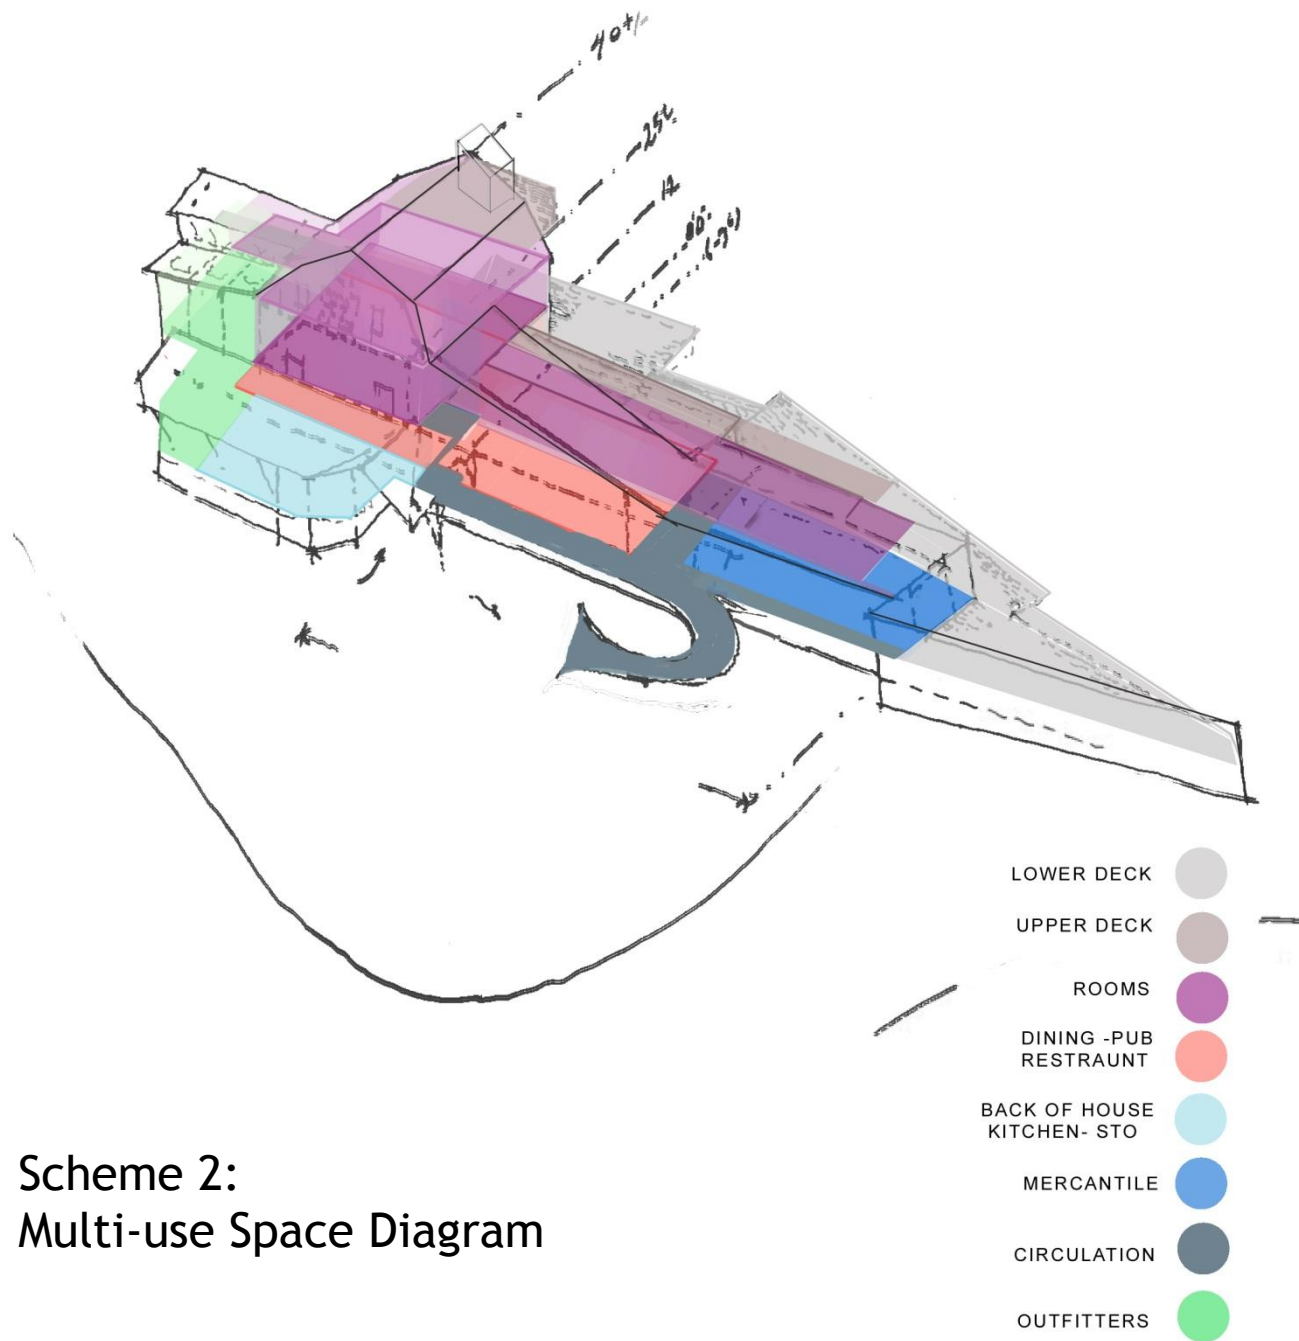 40+/-
LOWER DECK
UPPER DECK
ROOMS
DINING -PUB
RESTRAUNT
BACK OF HOUSE
KITCHEN- STO
MERCANTILE
CIRCULATION
OUTFITTERS
Scheme 2:
Multi-use Space Diagram